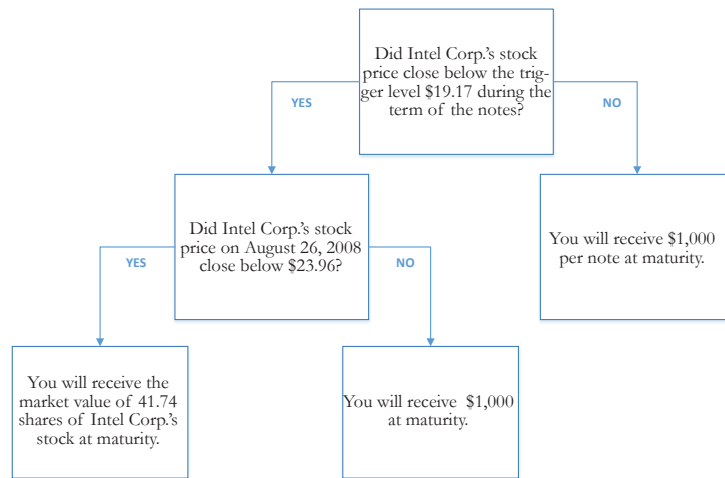 Did Intel Corp.'s stock
price close below the trig-
ger level $19.17 during the
term of the notes?
YES
NO
Did Intel Corp.'s stock
price on August 26, 2008
close below $23.96?
You will receive $1,000
per note at maturity.
YES
NO
You will receive the
market value of 41.74
shares of Intel Corp.'s
stock at maturity.
You will receive $1,000
at maturity.